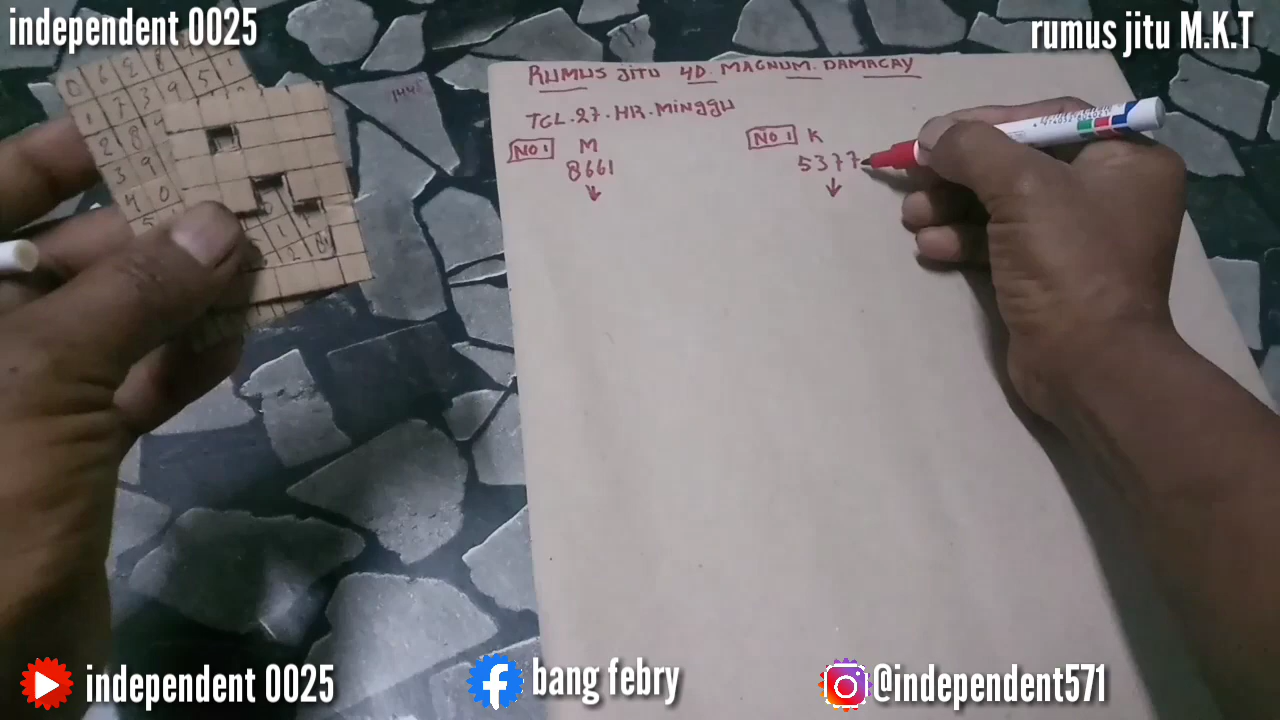 independent 0025
rumus jitu M.K.T
RUMUS JITU 4D. MAGNUM. DAMACAY
TGL.27.HR.MINGGU
NO 1 M
8661
NO 1 K
5377
independent 0025
bang febry
@independent571